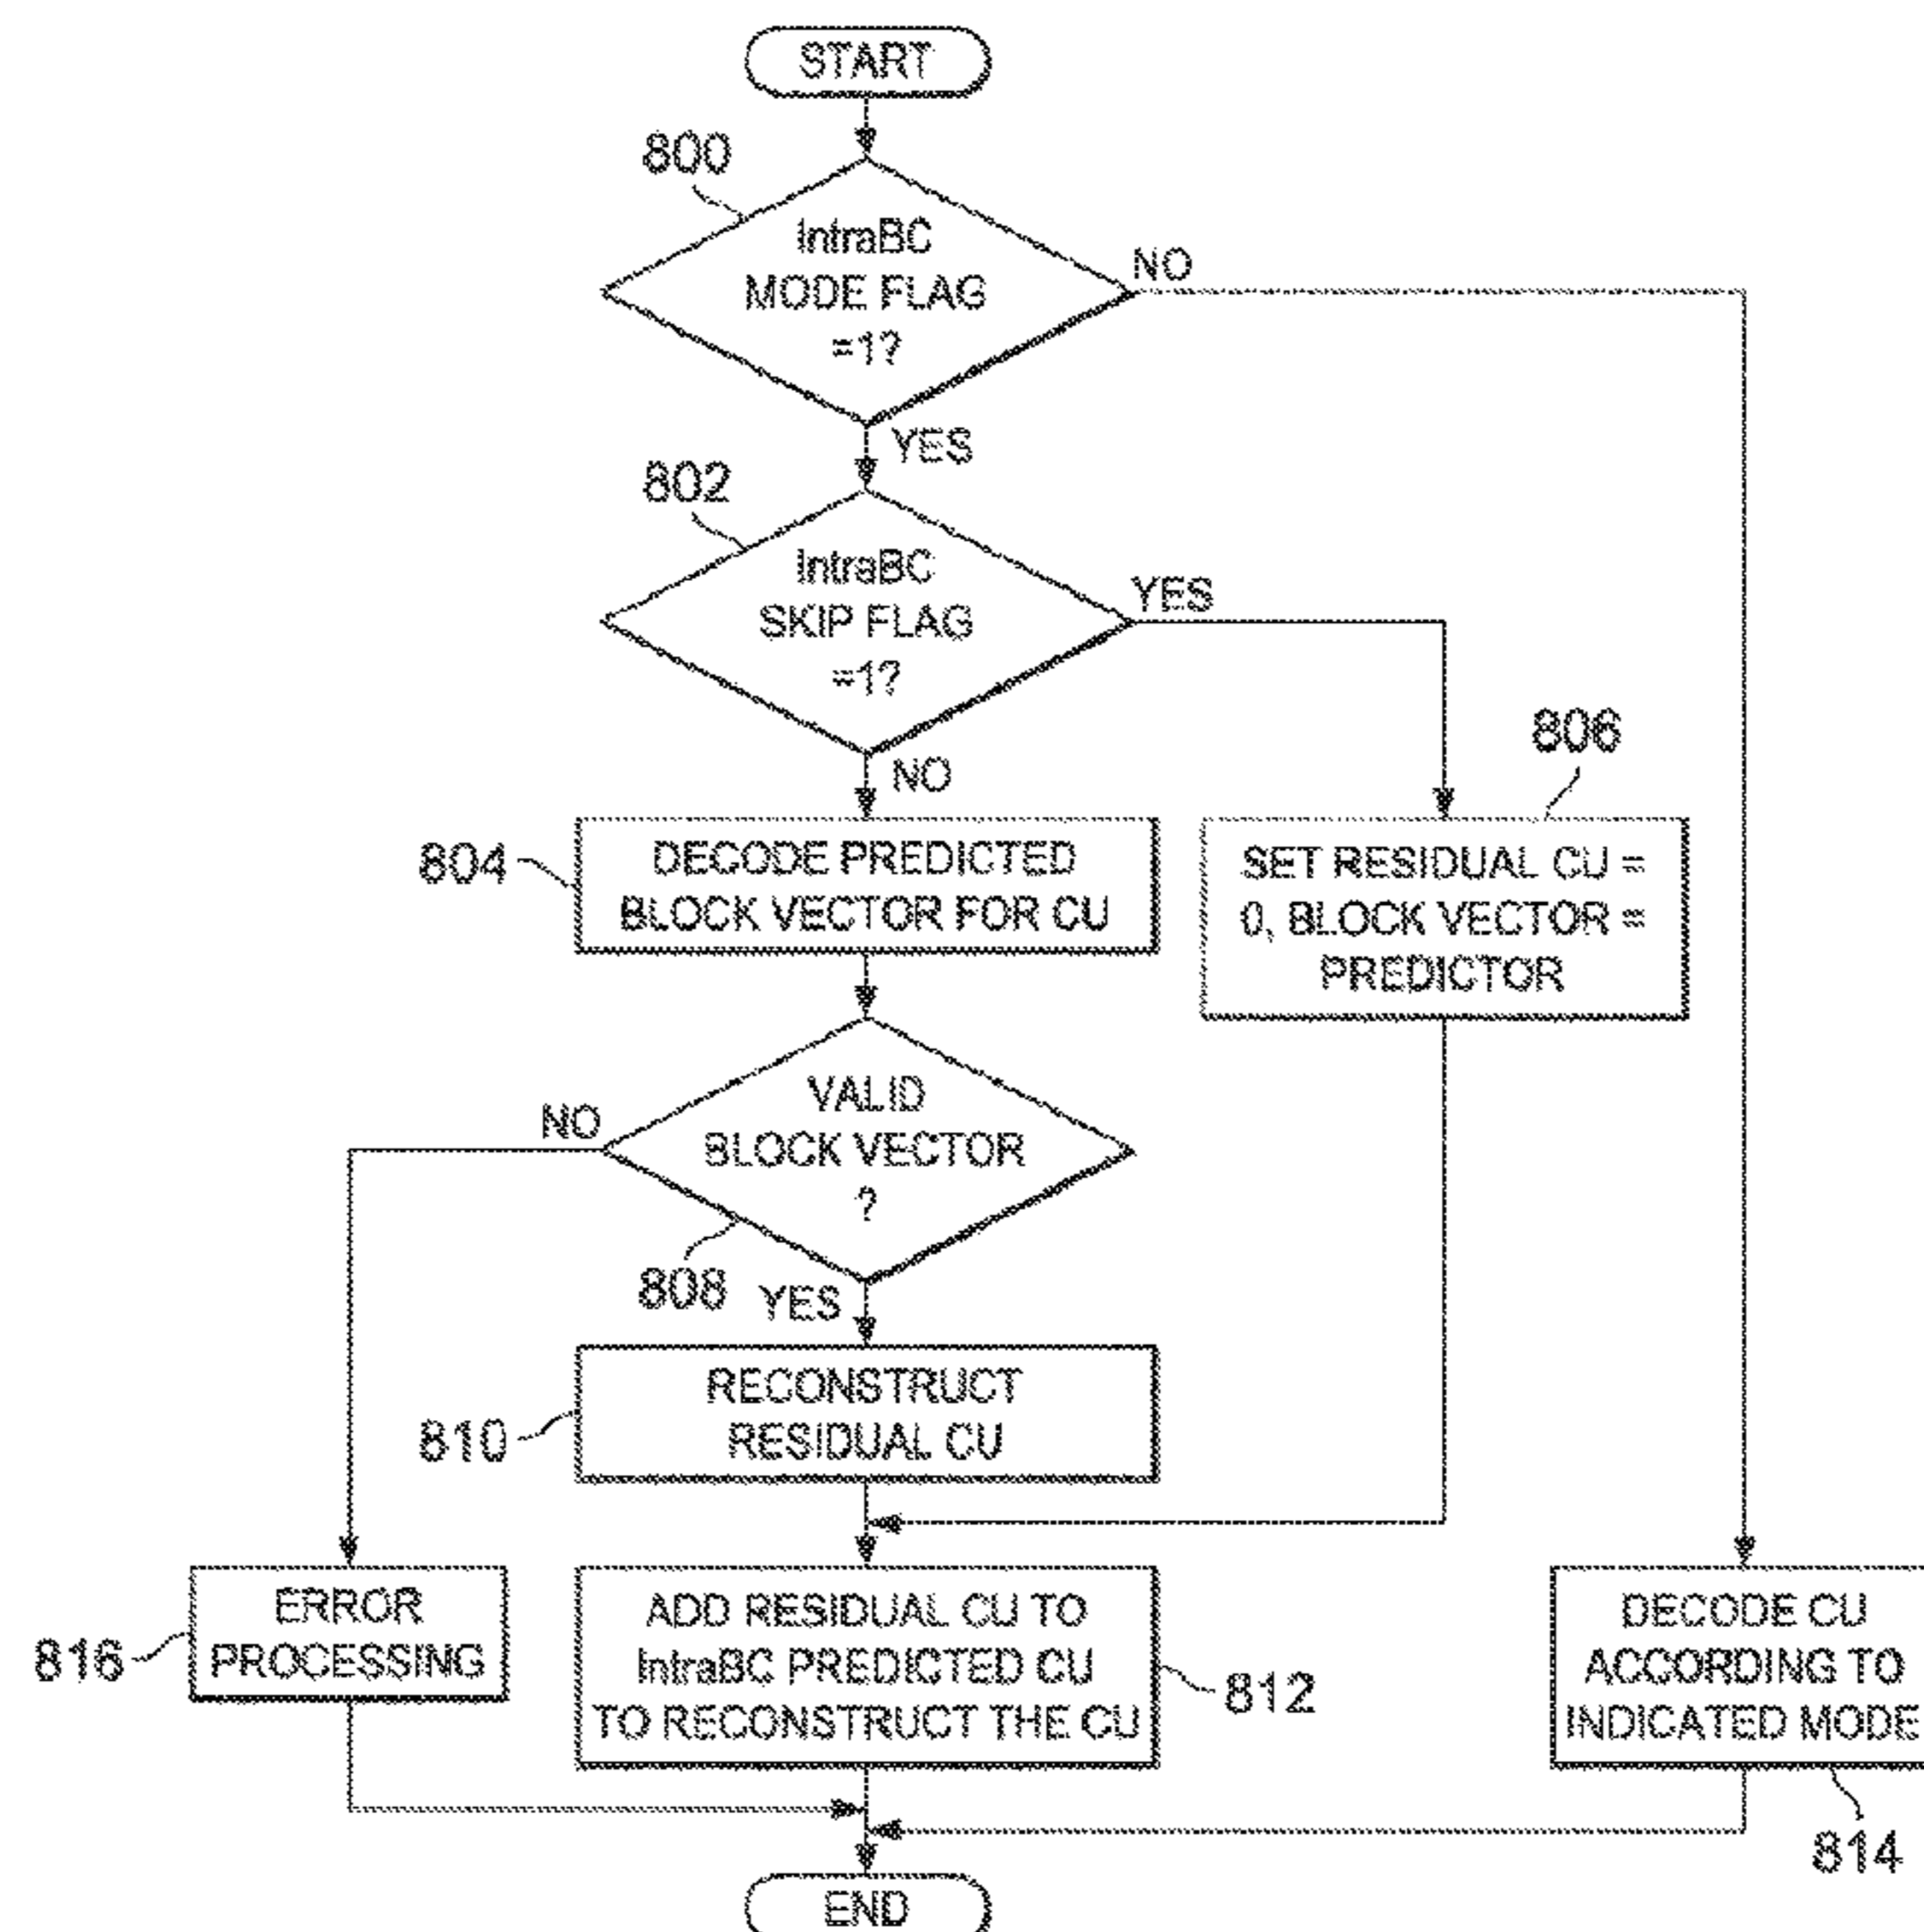 START
800
IntraBC
MODE FLAG
=1?
NO
YES
802
IntraBC
SKIP FLAG
=1?
YES
NO
806
804
DECODE PREDICTED
BLOCK VECTOR FOR CU
SET RESIDUAL CU =
0, BLOCK VECTOR =
PREDICTOR
VALID
BLOCK VECTOR
?
NO
808
YES
810
RECONSTRUCT
RESIDUAL CU
816
ERROR
PROCESSING
ADD RESIDUAL CU TO
IntraBC PREDICTED CU
TO RECONSTRUCT THE CU
812
DECODE CU
ACCORDING TO
INDICATED MODE
814
END